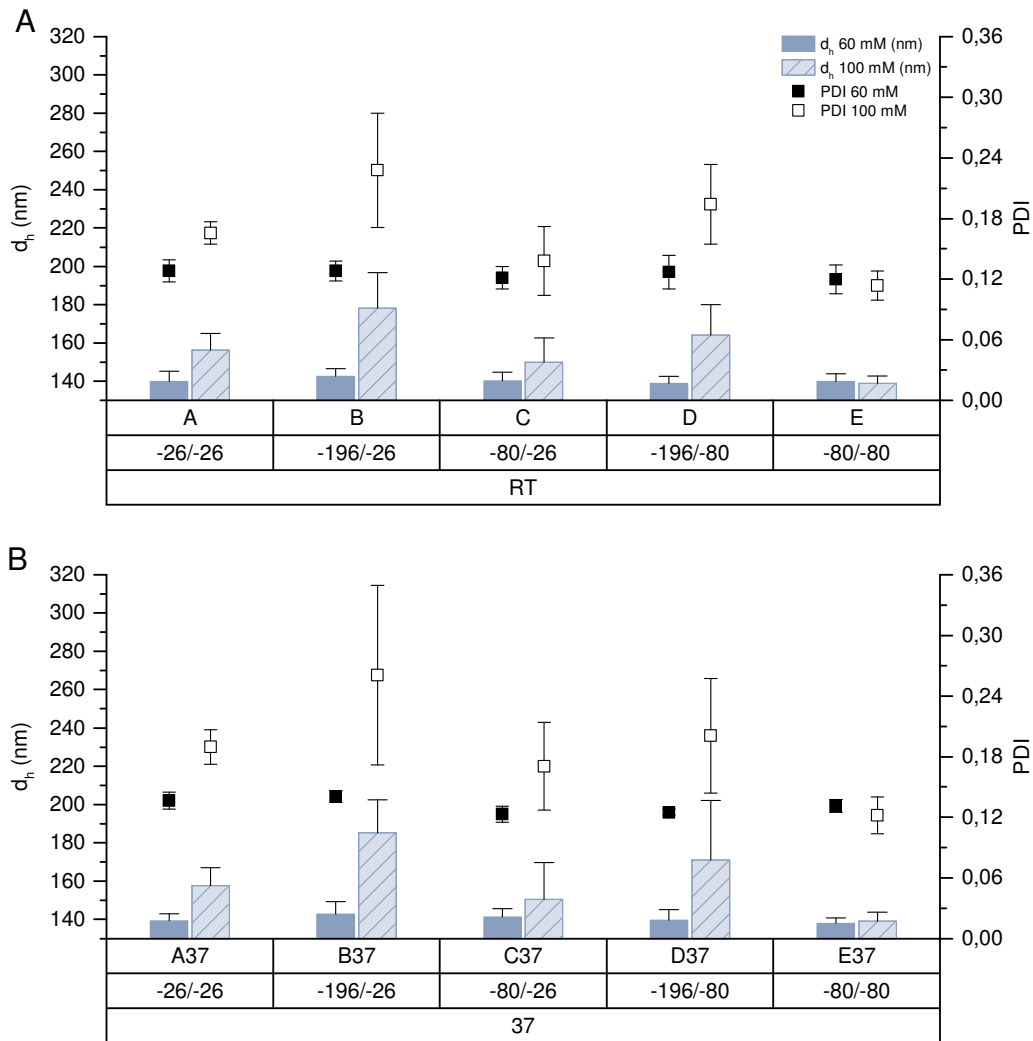 A
320
300
280
260
240
220
200
180
160
140
d_h (nm)
0,36
0,30
0,24
0,18
0,12
0,06
0,00
PDI
d_h 60 mM (nm)
d_h 100 mM (nm)
PDI 60 mM
PDI 100 mM
A B C D E
-26/-26 -196/-26 -80/-26 -196/-80 -80/-80
RT
B
320
300
280
260
240
220
200
180
160
140
d_h (nm)
0,36
0,30
0,24
0,18
0,12
0,06
0,00
PDI
A37 B37 C37 D37 E37
-26/-26 -196/-26 -80/-26 -196/-80 -80/-80
37